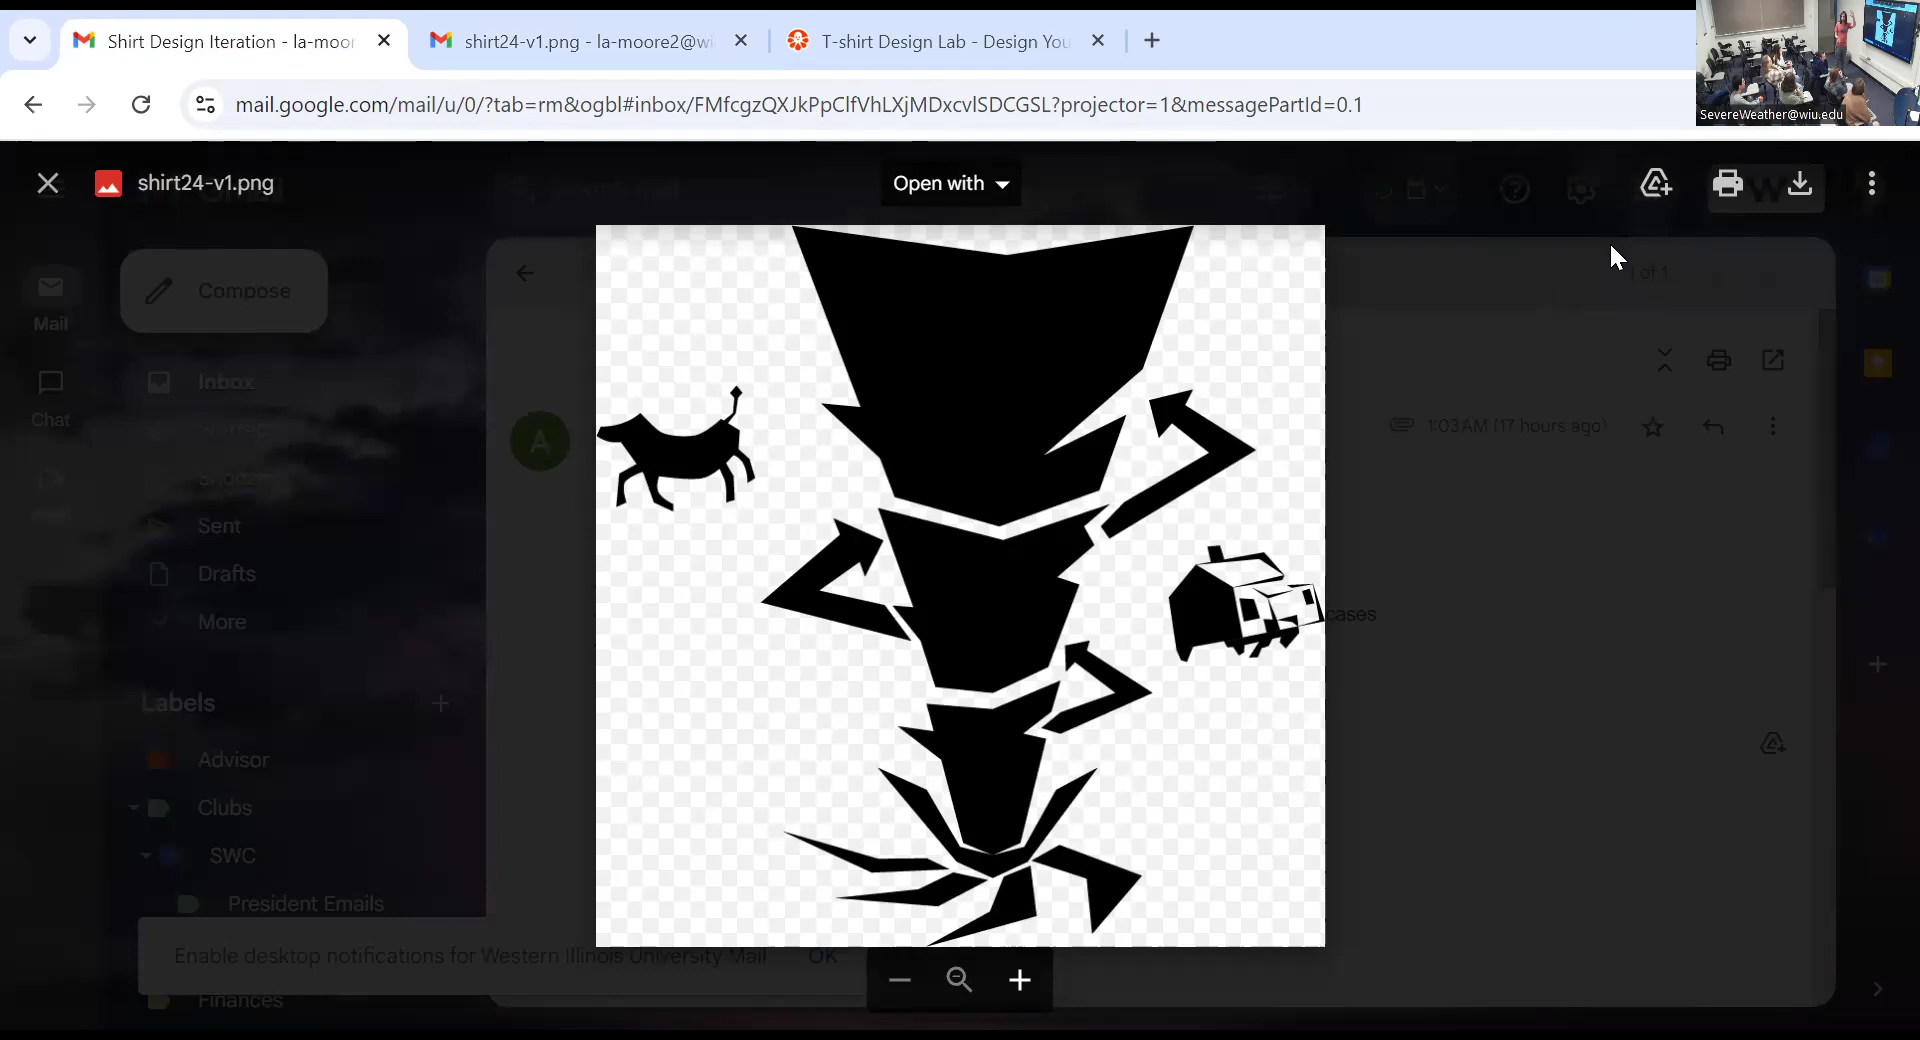 Shirt Design Iteration - la-moor
shirt24-v1.png - la-moore2@wi
T-shirt Design Lab - Design You
mail.google.com/mail/u/0/?tab=rm&ogbl#inbox/FMfcgzQXJkPpClfVhLXjMDxcvlSDCGSL?projector=1&messagePartId=0.1
SevereWeather@wiu.edu
shirt24-v1.png
Open with
Compose
1 of 1
Mail
Inbox
Chat
A
1:03 AM (17 hours ago)
Sent
Drafts
cases
More
Labels
Advisor
Clubs
SWC
President Emails
Enable desktop notifications for Western Illinois University Mail OK
Finances